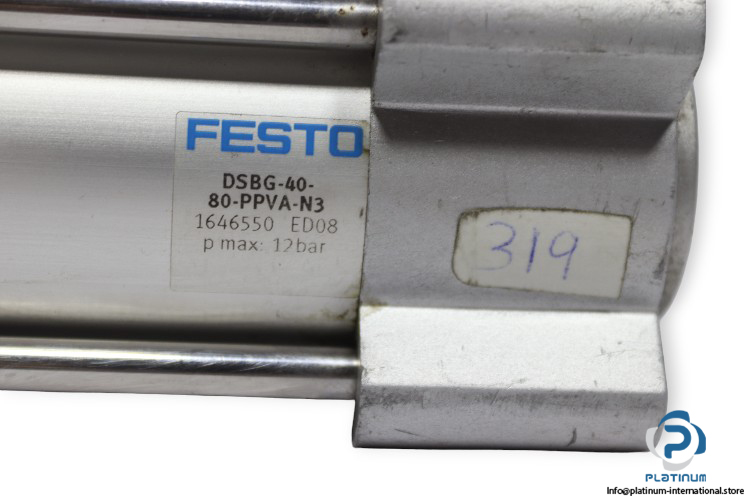 FESTO
DSBG-40-
80-PPVA-N3
1646550 ED08
p max: 12bar
319
PLATINUM
Info@platinum-international.store